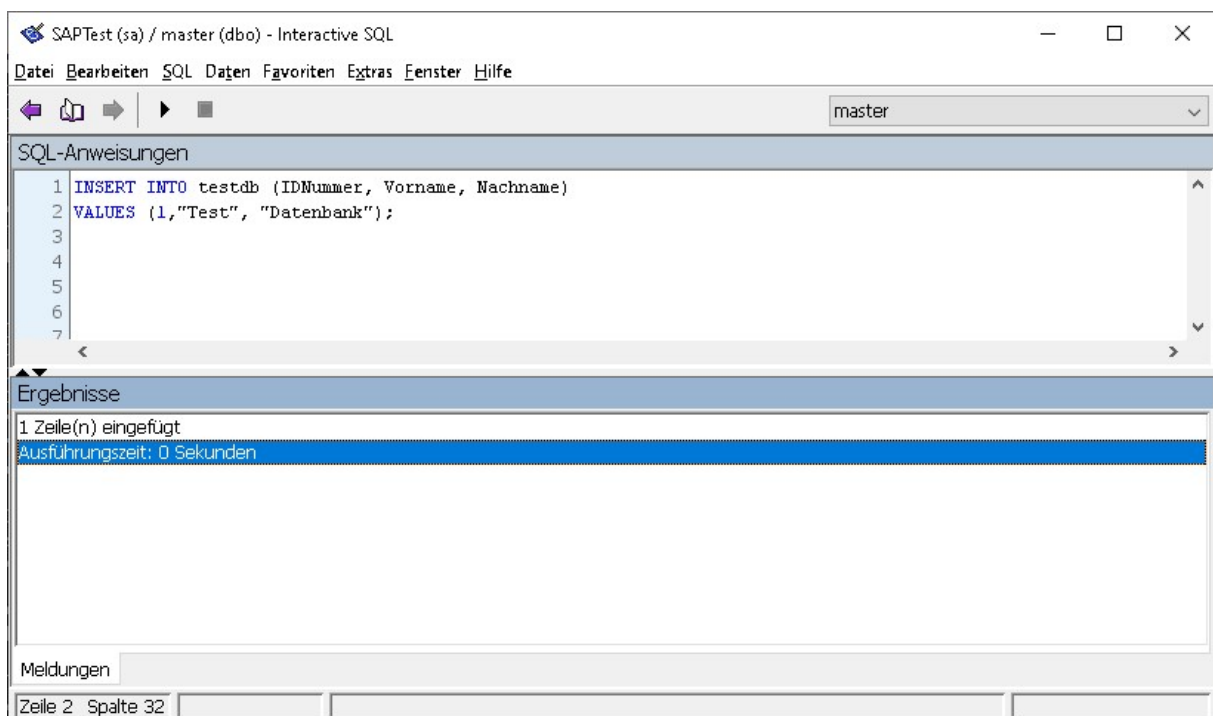 SAPTest (sa) / master (dbo) - Interactive SQL
Datei Bearbeiten SQL Daten Favoriten Extras Fenster Hilfe
master
SQL-Anweisungen
1 INSERT INTO testdb (IDNummer, Vorname, Nachname)
2 VALUES (1,"Test", "Datenbank");
3
4
5
6
7
Ergebnisse
1 Zeile(n) eingefügt
Ausführungszeit: 0 Sekunden
Meldungen
Zeile 2 Spalte 32